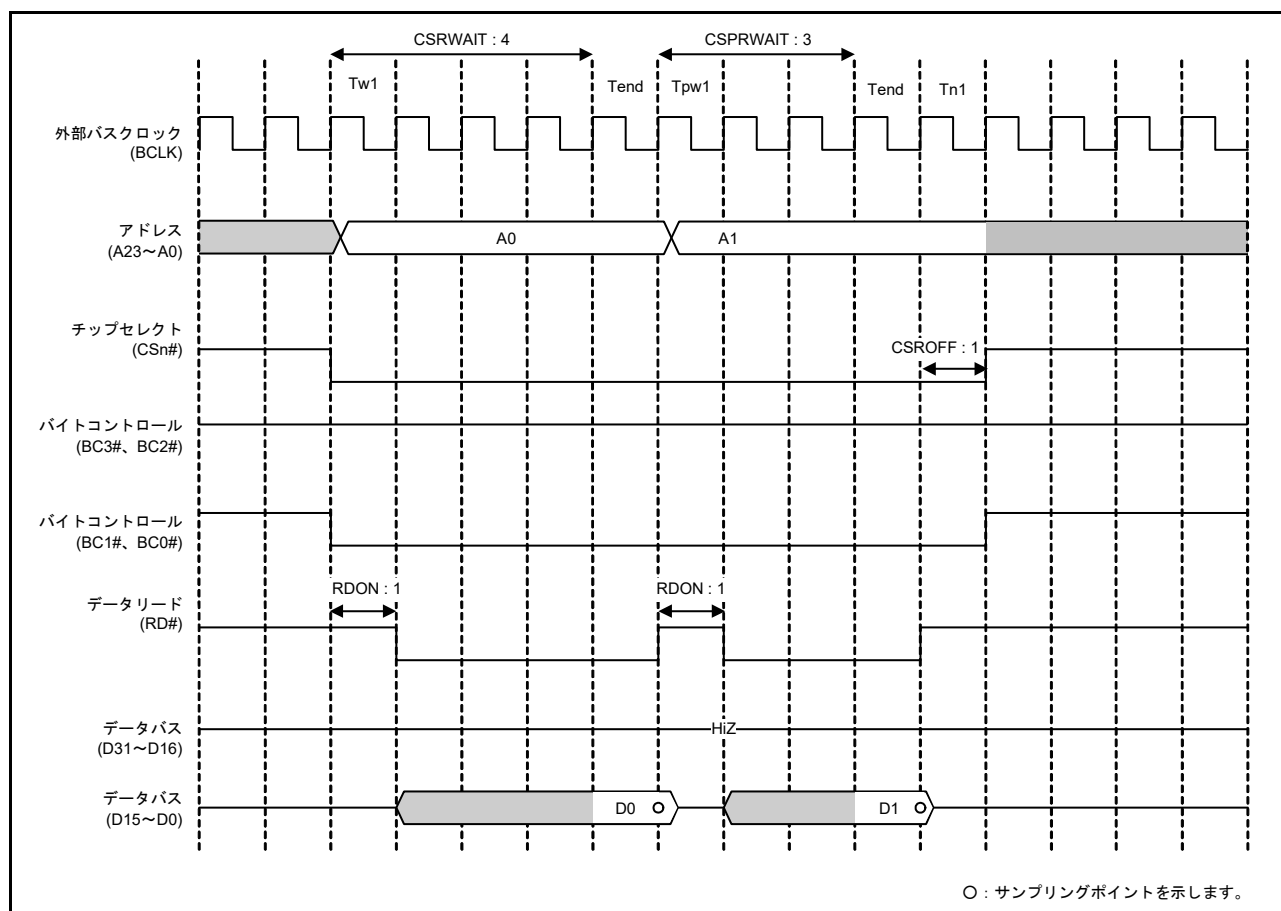 CSRWAIT : 4
CSPRWAIT : 3
Tw1
Tend
Tpw1
Tend
Tn1
外部バスクロック
(BCLK)
アドレス
(A23~A0)
A0
A1
チップセレクト
(CSn#)
CSROFF : 1
バイトコントロール
(BC3#、BC2#)
バイトコントロール
(BC1#、BC0#)
RDON : 1
RDON : 1
データリード
(RD#)
データバス
(D31~D16)
HiZ
データバス
(D15~D0)
D0
D1
○:サンプリングポイントを示します。